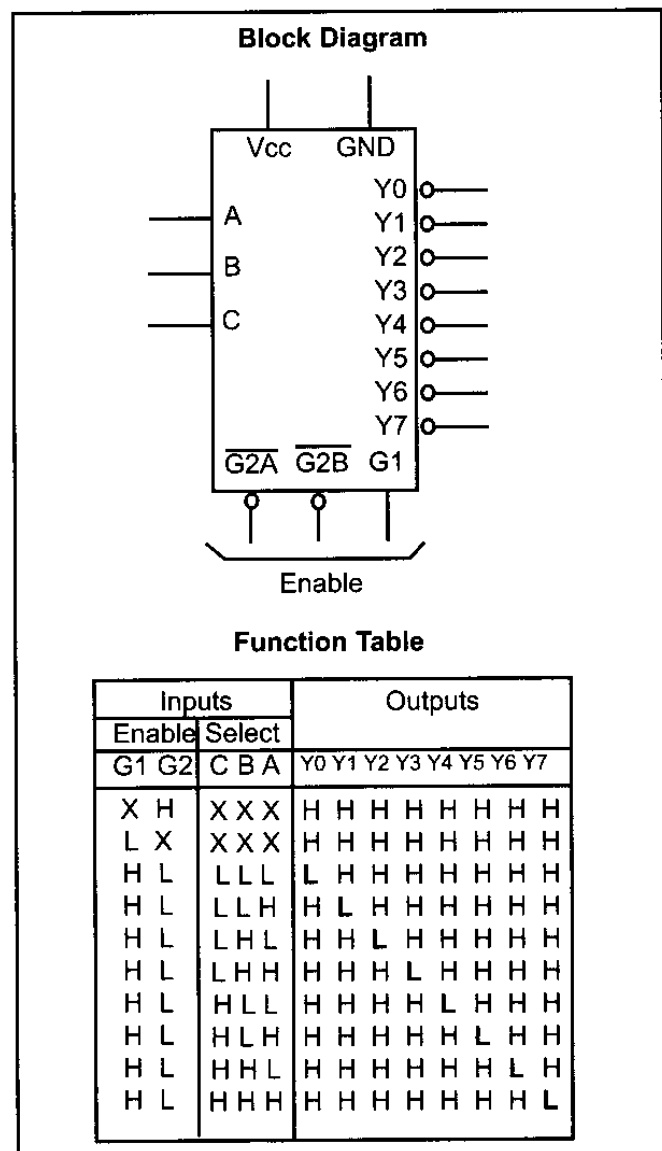 Block Diagram
Vcc GND
Y0
Y1
A
Y2
B
Y3
C
Y4
Y5
Y6
Y7
G2A G2B G1
Enable
Function Table
Inputs Outputs
Enable Select
G1 G2 C B A Y0 Y1 Y2 Y3 Y4 Y5 Y6 Y7
X H X X X H H H H H H H H
L X X X X H H H H H H H H
H L L L L L H H H H H H H
H L L L H H L H H H H H H
H L L H L H H L H H H H H
H L L H H H H H L H H H H
H L H L L H H H H L H H H
H L H L H H H H H H L H H
H L H H L H H H H H H L H
H L H H H H H H H H H H L